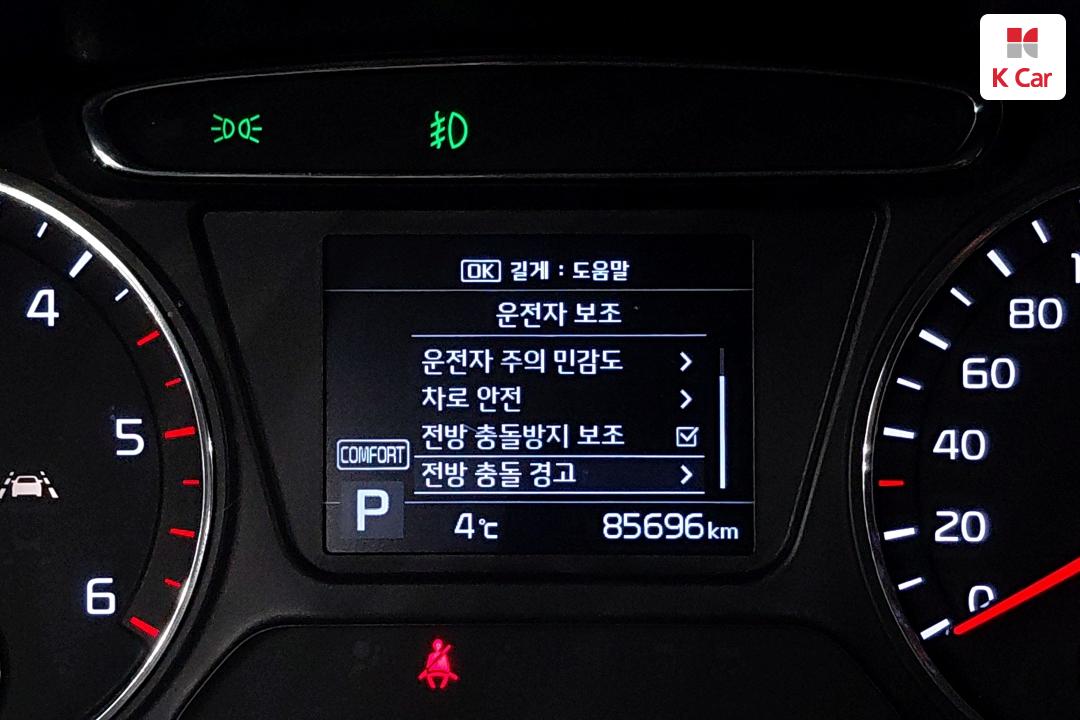 K Car
OK 길게 : 도움말
운전자 보조
운전자 주의 민감도
차로 안전
전방 충돌방지 보조
전방 충돌 경고
COMFORT
P
4℃
85696 km
4
5
6
80
60
40
20
0